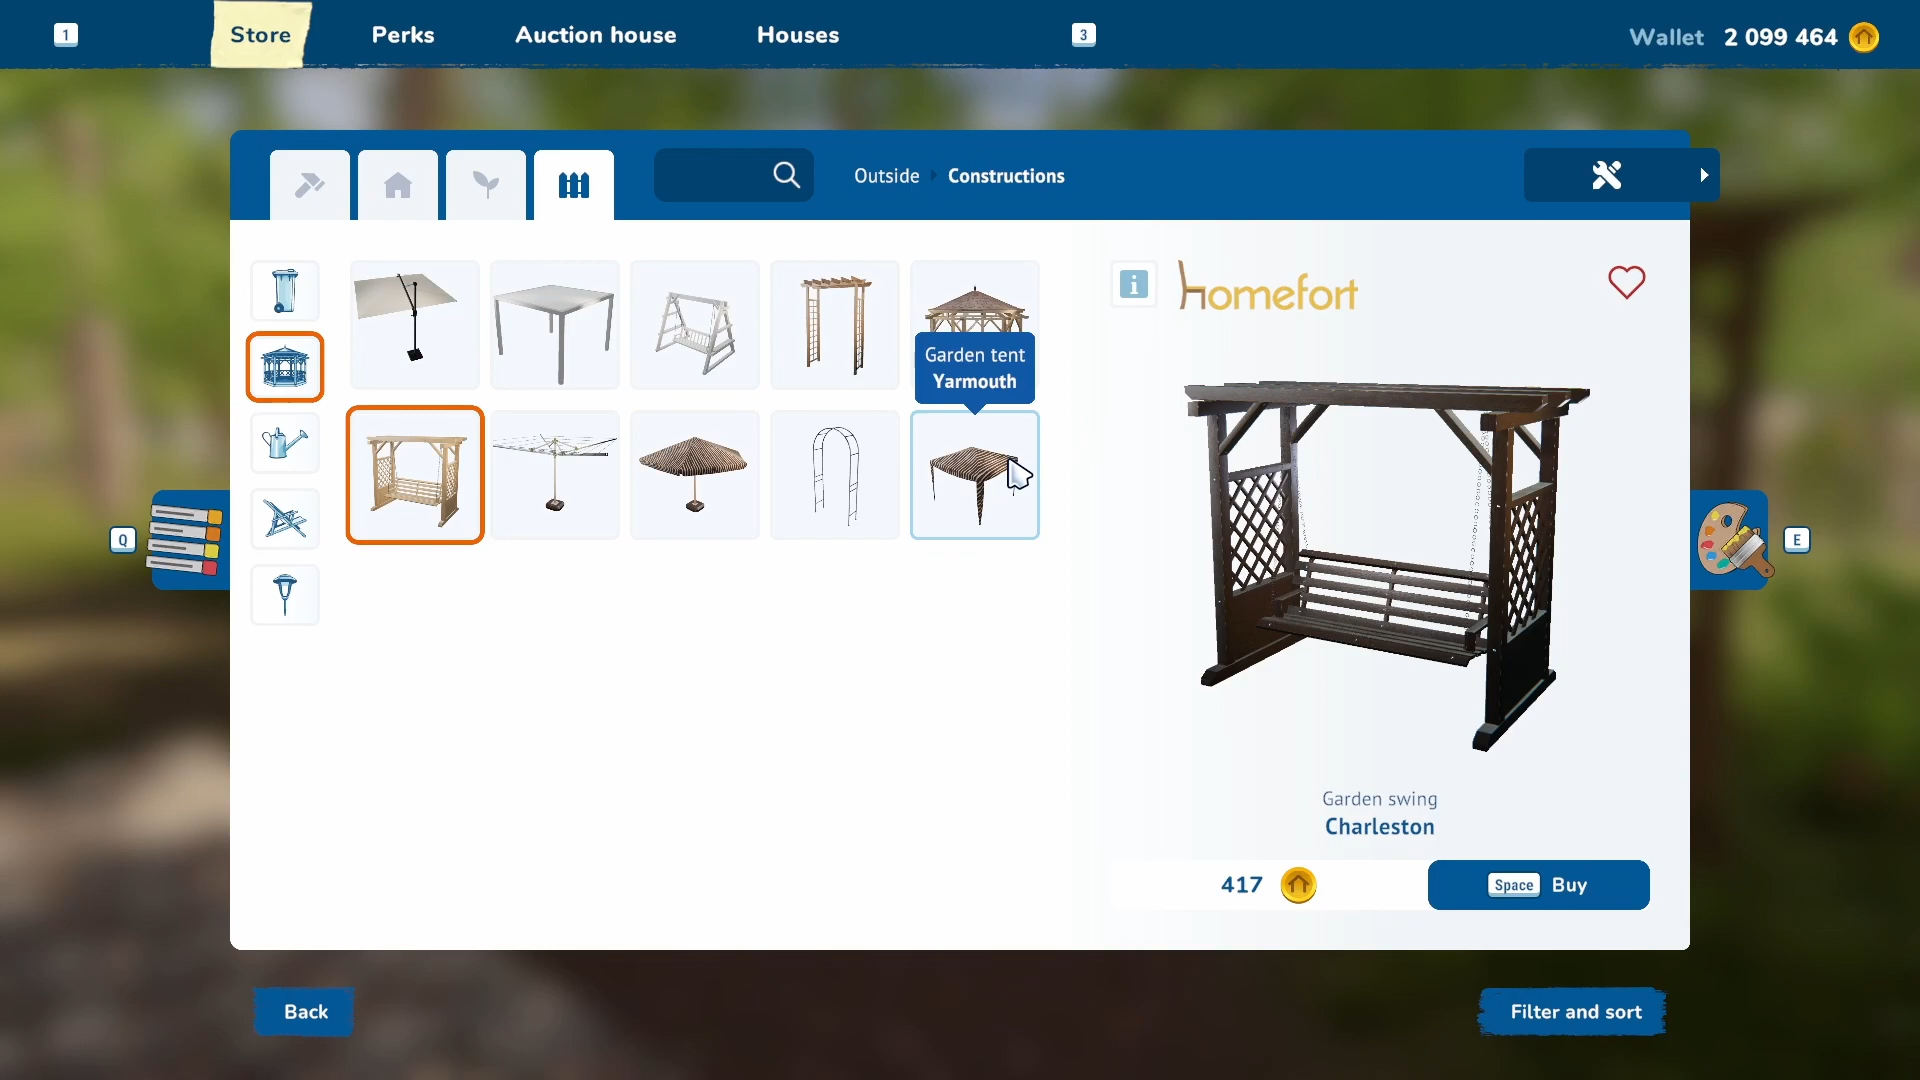 1
Store
Perks
Auction house
Houses
3
Wallet 2 099 464
Outside
Constructions
homefort
Garden tent
Yarmouth
Q
E
Garden swing
Charleston
417
Space Buy
Back
Filter and sort